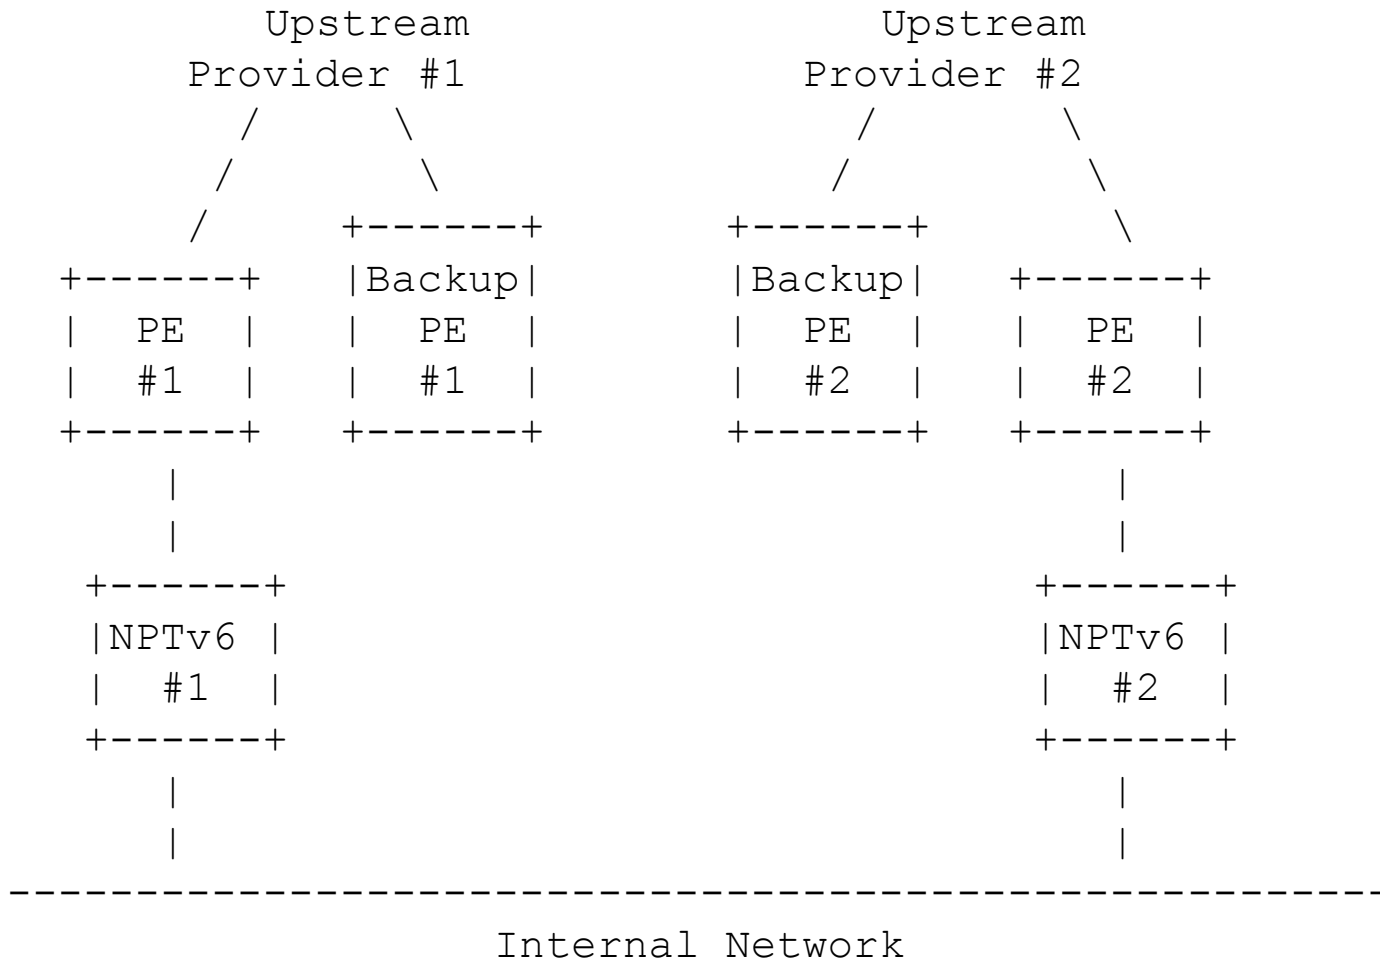 Upstream Upstream
Provider #1 Provider #2
Backup Backup
PE PE PE PE
#1 #1 #2 #2
NPTv6 NPTv6
#1 #2
Internal Network